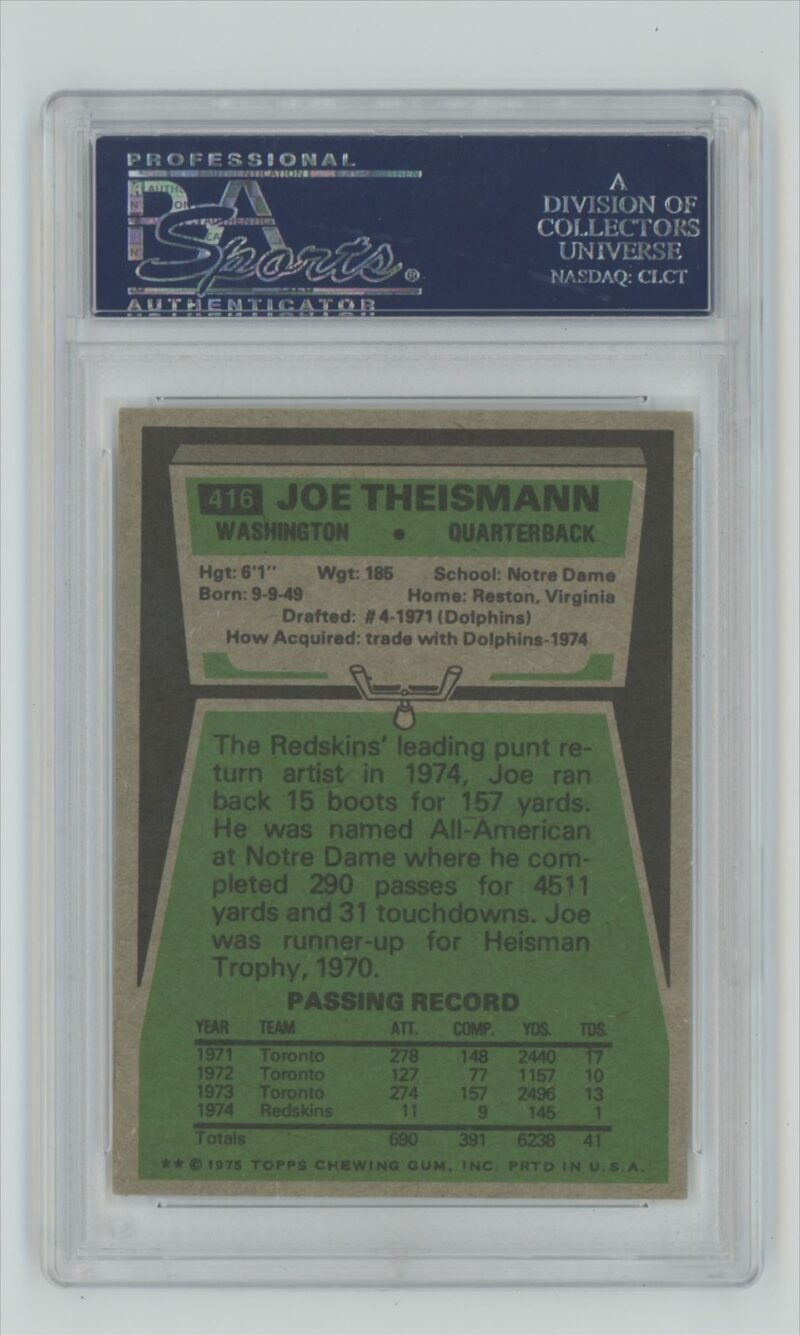 PROFESSIONAL
PSA
Sports®
AUTHENTICATOR
A
DIVISION OF
COLLECTORS
UNIVERSE
NASDAQ: CLCT
416 JOE THEISMANN
WASHINGTON • QUARTERBACK
Hgt: 6'1" Wgt: 185 School: Notre Dame
Born: 9-9-49 Home: Reston, Virginia
Drafted: #4-1971 (Dolphins)
How Acquired: trade with Dolphins-1974
The Redskins' leading punt re-
turn artist in 1974, Joe ran
back 15 boots for 157 yards.
He was named All-American
at Notre Dame where he com-
pleted 290 passes for 4511
yards and 31 touchdowns. Joe
was runner-up for Heisman
Trophy, 1970.
PASSING RECORD
YEAR TEAM ATT. COMP. YDS. TDS.
1971 Toronto 278 148 2440 17
1972 Toronto 127 77 1157 10
1973 Toronto 274 157 2496 13
1974 Redskins 11 9 145 1
Totals 690 391 6238 41
** © 1975 TOPPS CHEWING GUM, INC. PRTD IN U.S.A.